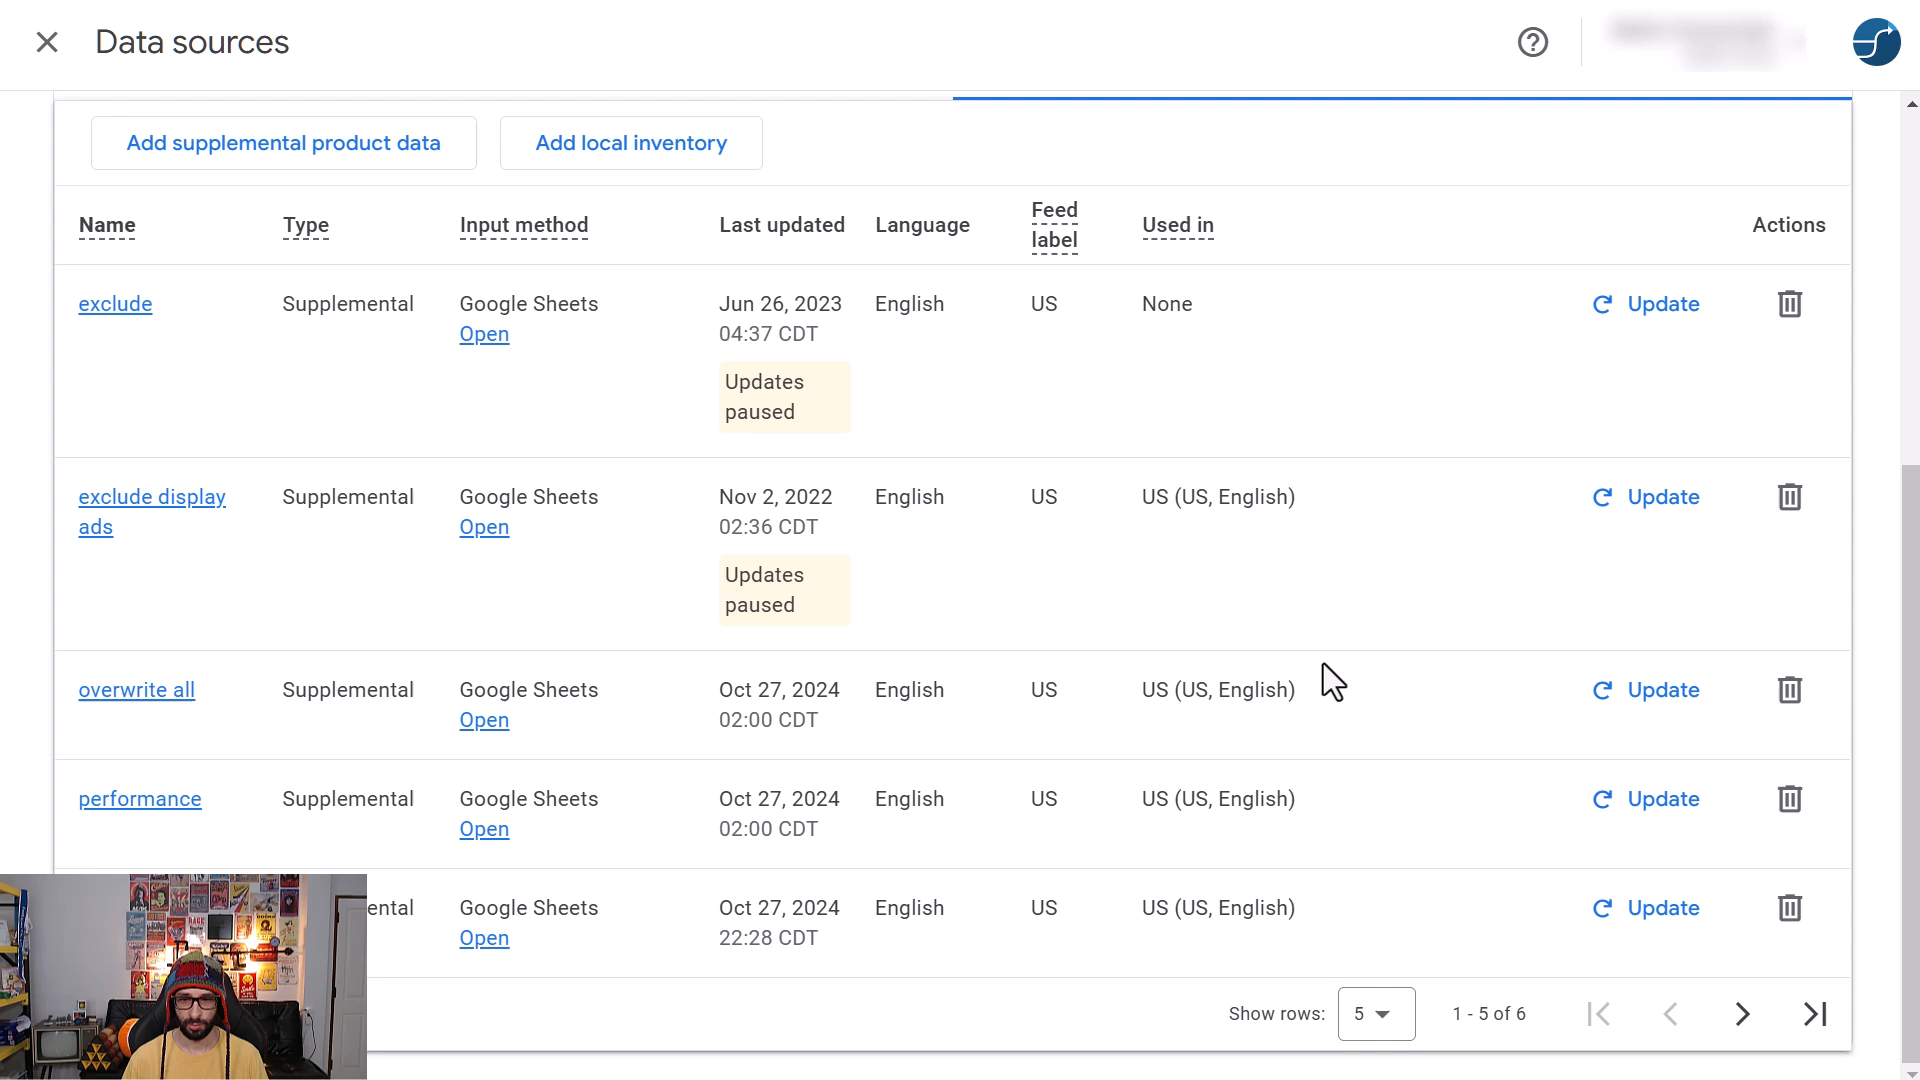 Data sources
Add supplemental product data
Add local inventory
Name Type Input method Last updated Language Feed label Used in Actions
exclude Supplemental Google Sheets Jun 26, 2023 English US None Update
Open 04:37 CDT
Updates
paused
exclude display Supplemental Google Sheets Nov 2, 2022 English US US (US, English) Update
ads Open 02:36 CDT
Updates
paused
overwrite all Supplemental Google Sheets Oct 27, 2024 English US US (US, English) Update
Open 02:00 CDT
performance Supplemental Google Sheets Oct 27, 2024 English US US (US, English) Update
Open 02:00 CDT
ental Google Sheets Oct 27, 2024 English US US (US, English) Update
Open 22:28 CDT
Show rows: 5 1 - 5 of 6